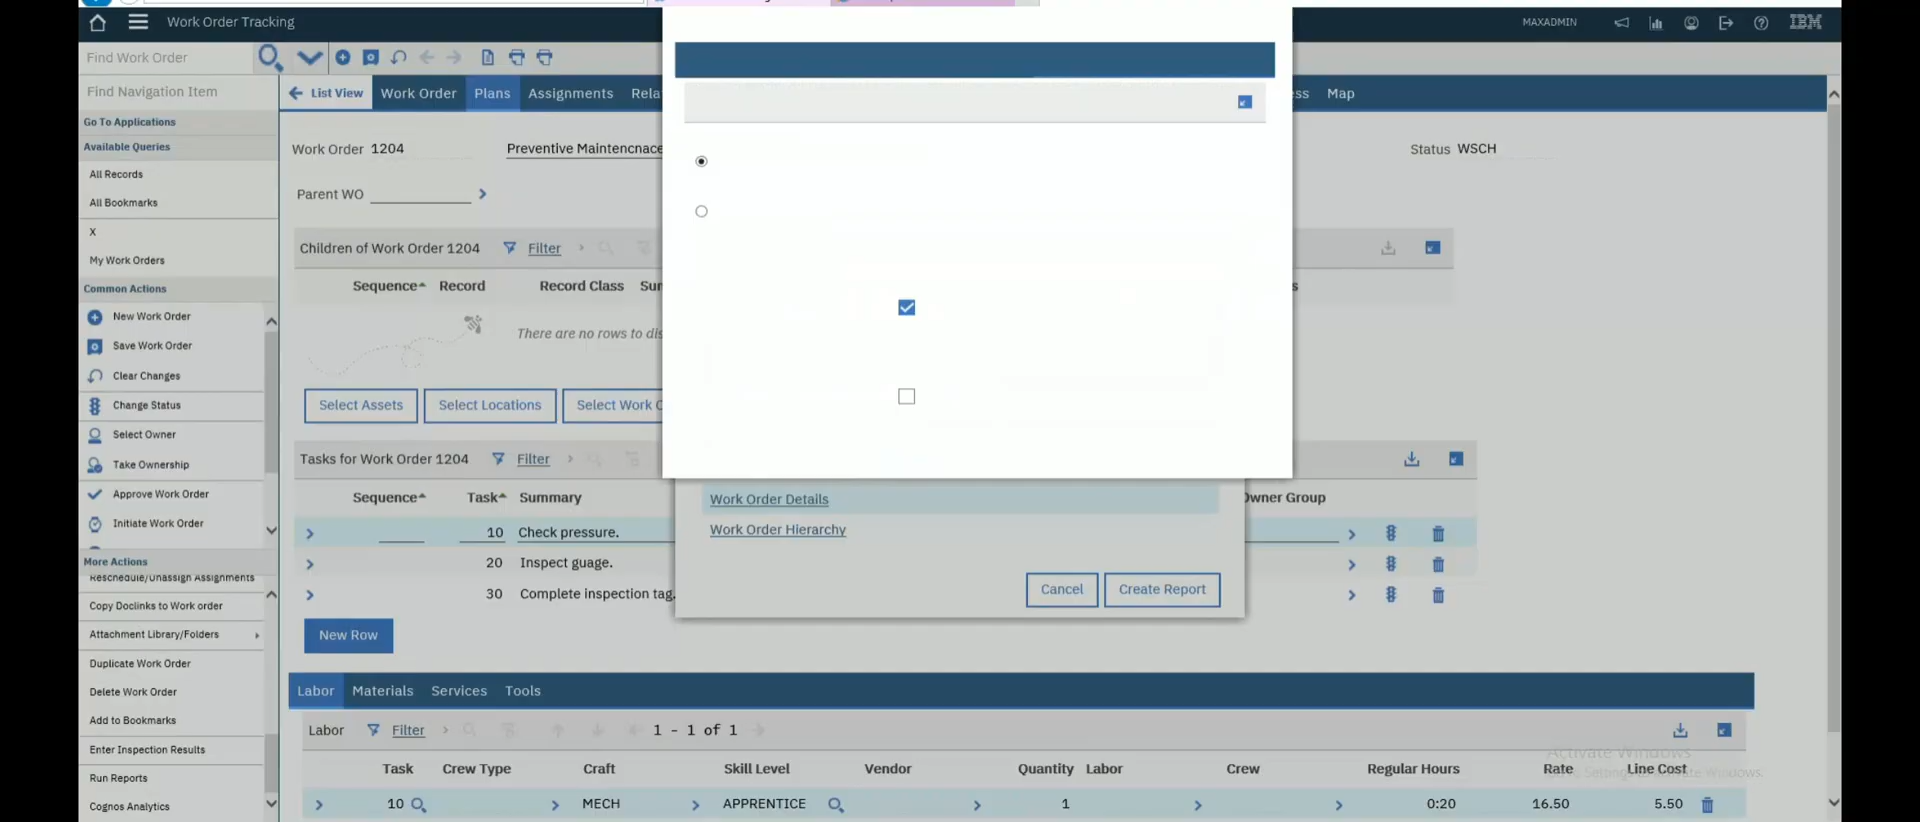 Work Order Tracking
MAXADMIN
IBM
Find Work Order
Find Navigation Item
List View Work Order Plans Assignments Rela ss Map
Go To Applications
Available Queries
All Records
All Bookmarks
X
My Work Orders
Common Actions
New Work Order
Save Work Order
Clear Changes
Change Status
Select Owner
Take Ownership
Approve Work Order
Initiate Work Order
More Actions
Reschedule/Unassign Assignments
Copy Doclinks to Work order
Attachment Library/Folders
Duplicate Work Order
Delete Work Order
Add to Bookmarks
Enter Inspection Results
Run Reports
Cognos Analytics
Work Order 1204 Preventive Maintencnace Status WSCH
Parent WO
Children of Work Order 1204 Filter
Sequence Record Record Class Sur s
There are no rows to dis
Select Assets Select Locations Select Work O
Tasks for Work Order 1204 Filter
Sequence Task Summary Owner Group
10 Check pressure.
20 Inspect guage.
30 Complete inspection tag.
New Row
Work Order Details
Work Order Hierarchy
Cancel Create Report
Labor Materials Services Tools
Labor Filter 1 - 1 of 1
Activate Windows
Go to Settings to activate Windows.
Task Crew Type Craft Skill Level Vendor Quantity Labor Crew Regular Hours Rate Line Cost
10 MECH APPRENTICE 1 0:20 16.50 5.50